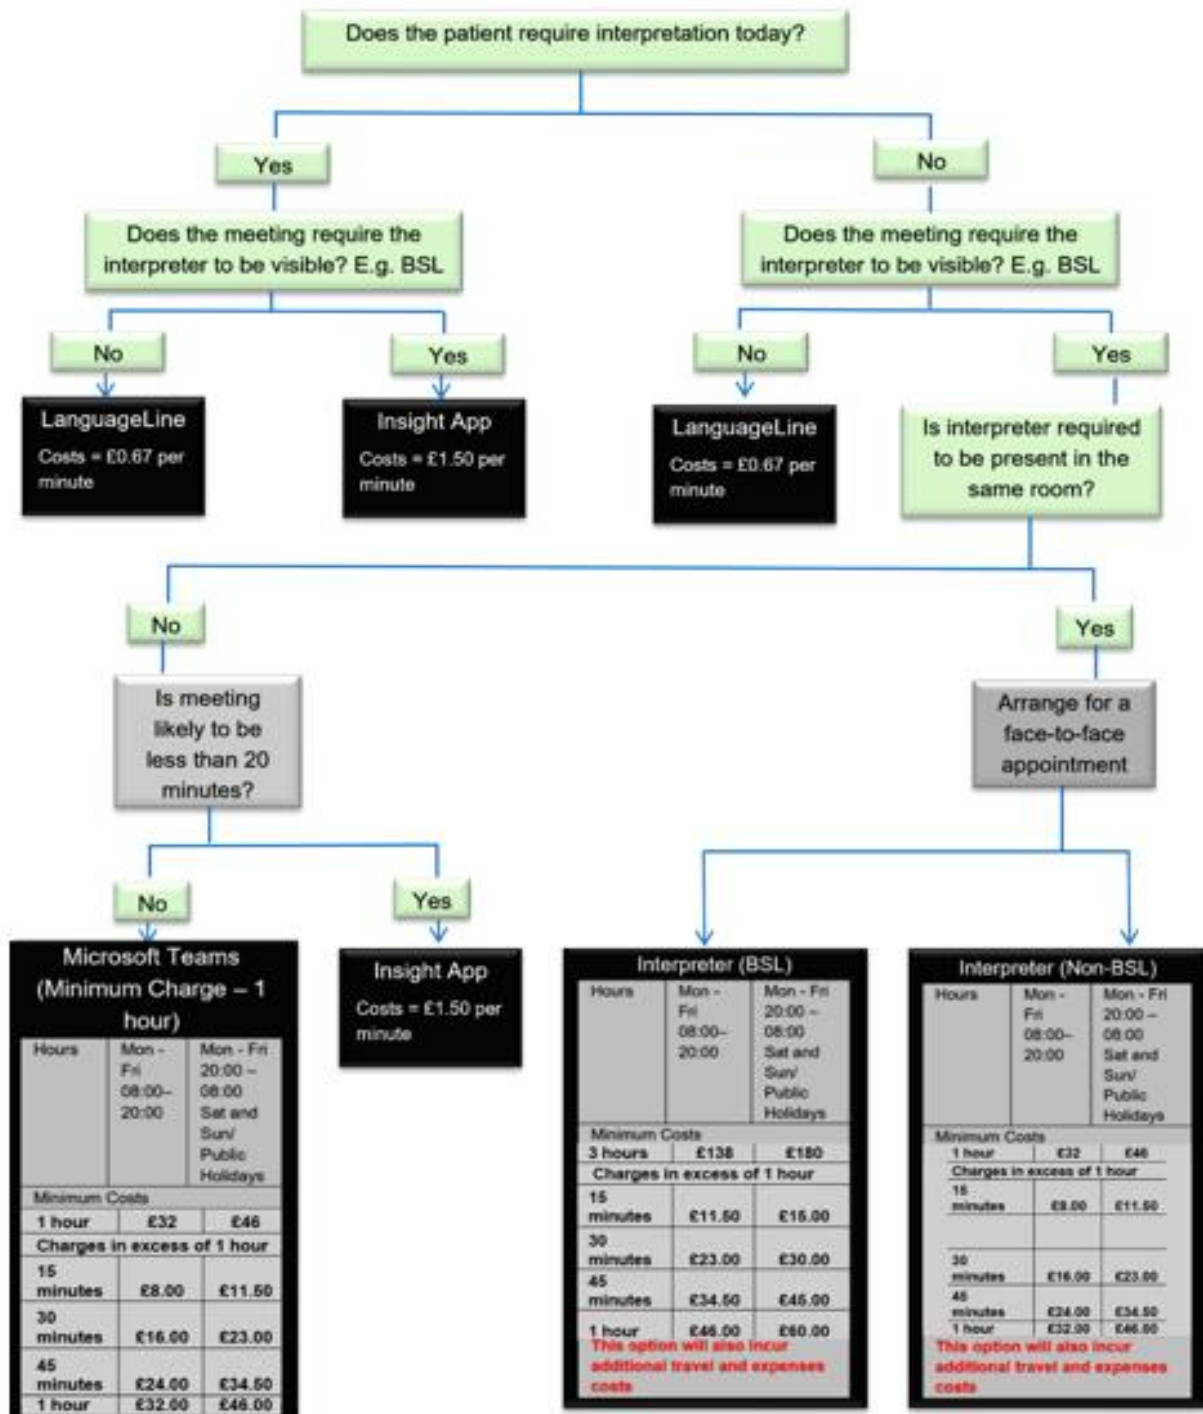 Does the patient require interpretation today?
Yes
No
Does the meeting require the
interpreter to be visible? E.g. BSL
Does the meeting require the
interpreter to be visible? E.g. BSL
No
Yes
No
Yes
LanguageLine
Costs = £0.67 per
minute
Insight App
Costs = £1.50 per
minute
LanguageLine
Costs = £0.67 per
minute
Is interpreter required
to be present in the
same room?
No
Yes
Is meeting
likely to be
less than 20
minutes?
Arrange for a
face-to-face
appointment
No
Yes
Microsoft Teams
(Minimum Charge – 1
hour)
Hours Mon - Mon - Fri
Fri 20:00 –
08:00– 08:00
20:00 Sat and
Sun/
Public
Holidays
Minimum Costs
1 hour £32 £46
Charges in excess of 1 hour
15
minutes £8.00 £11.50
30
minutes £16.00 £23.00
45
minutes £24.00 £34.50
1 hour £32.00 £46.00
Insight App
Costs = £1.50 per
minute
Interpreter (BSL)
Hours Mon - Mon - Fri
Fri 20:00 –
08:00– 08:00
20:00 Sat and
Sun/
Public
Holidays
Minimum Costs
3 hours £138 £180
Charges in excess of 1 hour
15
minutes £11.50 £15.00
30
minutes £23.00 £30.00
45
minutes £34.50 £45.00
1 hour £46.00 £60.00
This option will also incur
additional travel and expenses
costs
Interpreter (Non-BSL)
Hours Mon - Mon - Fri
Fri 20:00 –
08:00– 08:00
20:00 Sat and
Sun/
Public
Holidays
Minimum Costs
1 hour £32 £46
Charges in excess of 1 hour
15
minutes £8.00 £11.50
30
minutes £16.00 £23.00
45
minutes £24.00 £34.50
1 hour £32.00 £46.00
This option will also incur
additional travel and expenses
costs